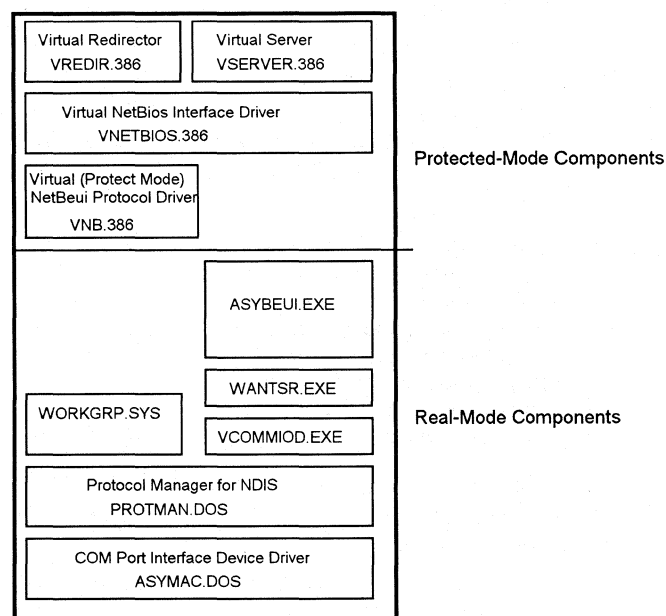 Virtual Redirector
VREDIR.386
Virtual Server
VSERVER.386
Virtual NetBios Interface Driver
VNETBIOS.386
Protected-Mode Components
Virtual (Protect Mode)
NetBeui Protocol Driver
VNB.386
ASYBEUI.EXE
WANTSR.EXE
WORKGRP.SYS
VCOMMIOD.EXE
Real-Mode Components
Protocol Manager for NDIS
PROTMAN.DOS
COM Port Interface Device Driver
ASYMAC.DOS